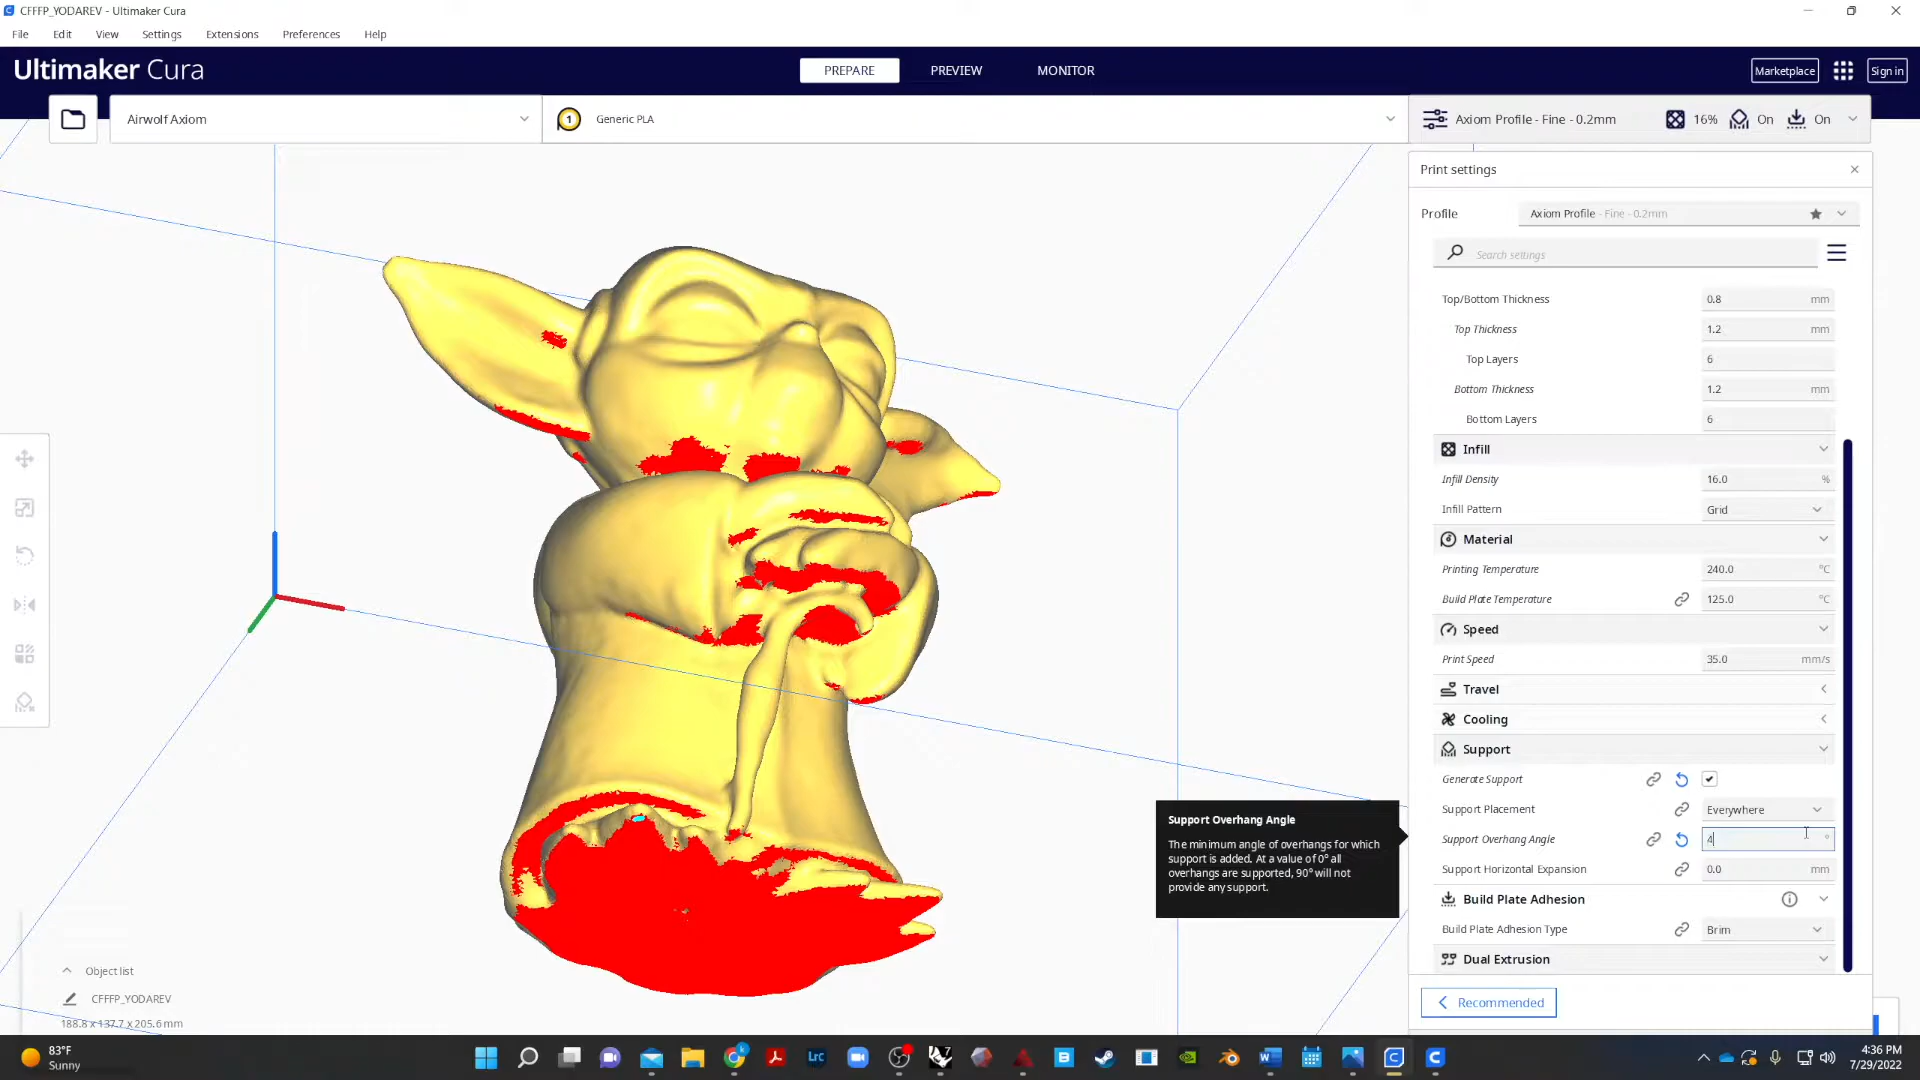 CFFFP_YODAREV - Ultimaker Cura
File Edit View Settings Extensions Preferences Help
Ultimaker Cura
PREPARE PREVIEW MONITOR
Marketplace Sign in
Airwolf Axiom
1 Generic PLA
Axiom Profile - Fine - 0.2mm 16% On On
Print settings
Profile Axiom Profile - Fine - 0.2mm
Search settings
Top/Bottom Thickness 0.8 mm
Top Thickness 1.2 mm
Top Layers 6
Bottom Thickness 1.2 mm
Bottom Layers 6
Infill
Infill Density 16.0 %
Infill Pattern Grid
Material
Printing Temperature 240.0 °C
Build Plate Temperature 125.0 °C
Speed
Print Speed 35.0 mm/s
Travel
Cooling
Support
Generate Support
Support Placement Everywhere
Support Overhang Angle 4 °
Support Horizontal Expansion 0.0 mm
Build Plate Adhesion
Build Plate Adhesion Type Brim
Dual Extrusion
Recommended
Support Overhang Angle
The minimum angle of overhangs for which
support is added. At a value of 0° all
overhangs are supported, 90° will not
provide any support.
Object list
CFFFP_YODAREV
188.8 x 137.7 x 205.6 mm
83°F
Sunny
Lrc
4:36 PM
7/29/2022